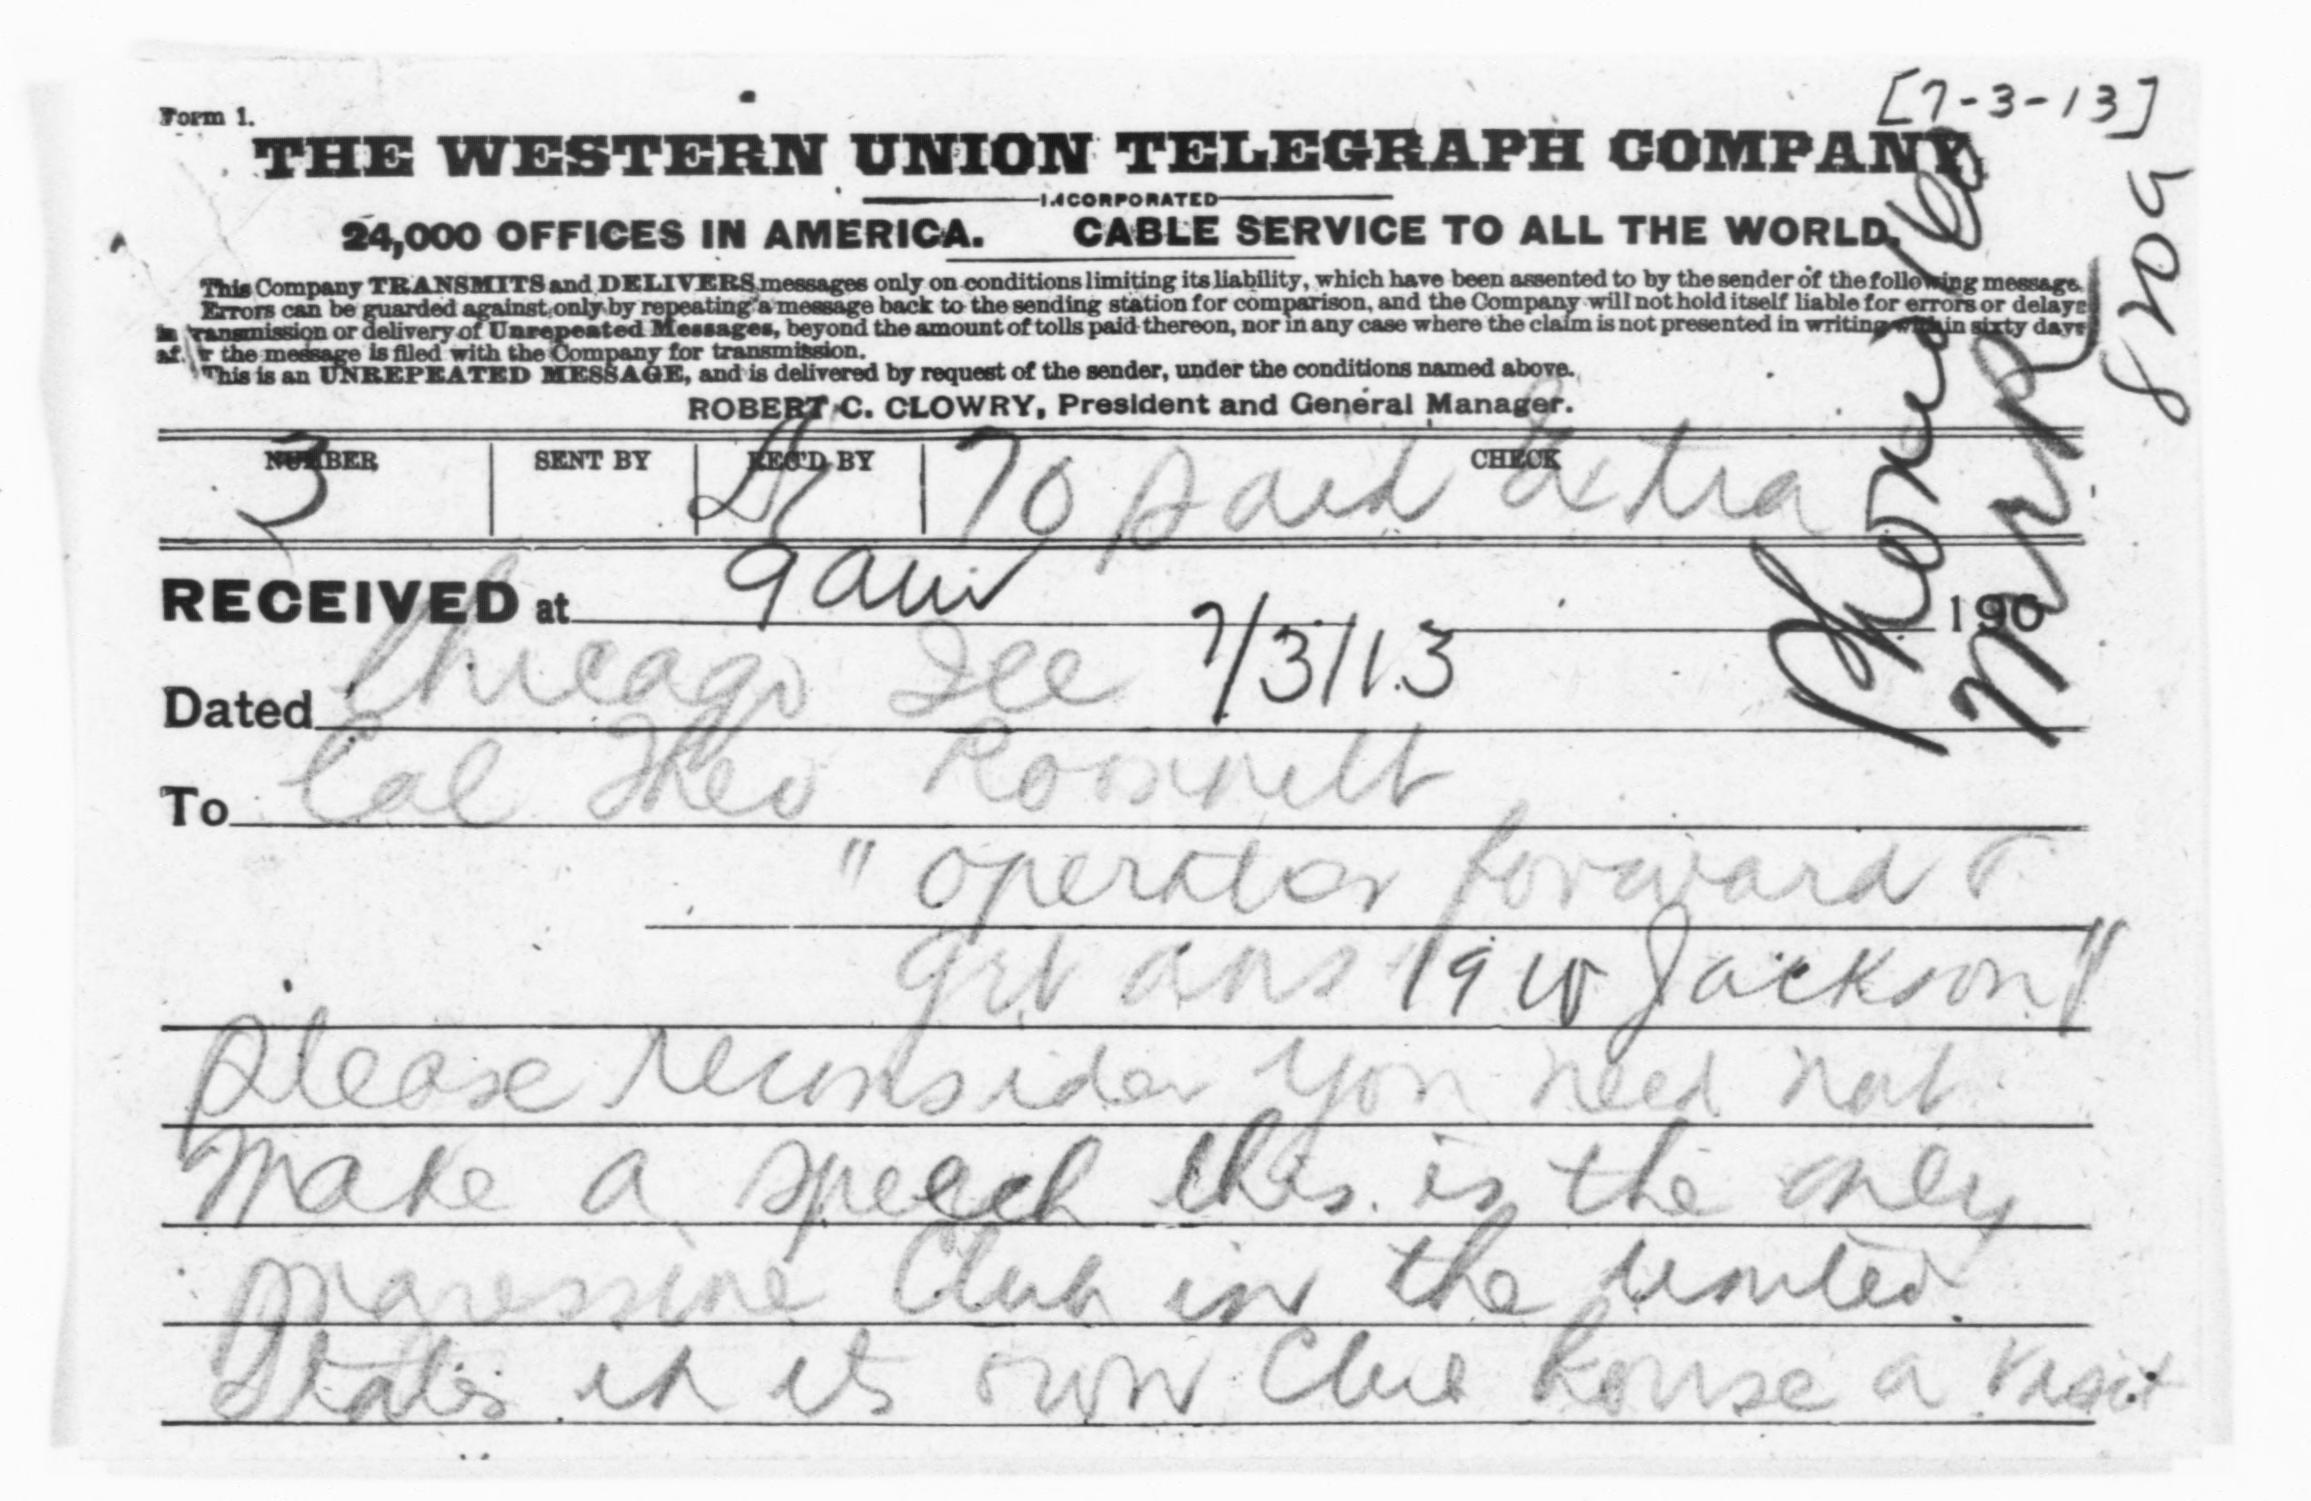 [7-3-13]
Form 1.
THE WESTERN UNION TELEGRAPH COMPANY
INCORPORATED
24,000 OFFICES IN AMERICA. CABLE SERVICE TO ALL THE WORLD.
This Company TRANSMITS and DELIVERS messages only on conditions limiting its liability, which have been assented to by the sender of the following message.
Errors can be guarded against only by repeating a message back to the sending station for comparison, and the Company will not hold itself liable for errors or delays
in transmission or delivery of Unrepeated Messages, beyond the amount of tolls paid thereon, nor in any case where the claim is not presented in writing within sixty days
after the message is filed with the Company for transmission.
This is an UNREPEATED MESSAGE, and is delivered by request of the sender, under the conditions named above.
ROBERT C. CLOWRY, President and General Manager.
NUMBER SENT BY REC'D BY CHECK
3 70 paid Extra
RECEIVED at 9 am 190
Dated Chicago Ill 7/3/13
To Col Theo Roosevelt
" operator forward &
get ans 19 W Jackson "
please reconsider you need not
make a speech this is the only
progressive Club in the United
States in its own Club house a visit
Phoned
8209